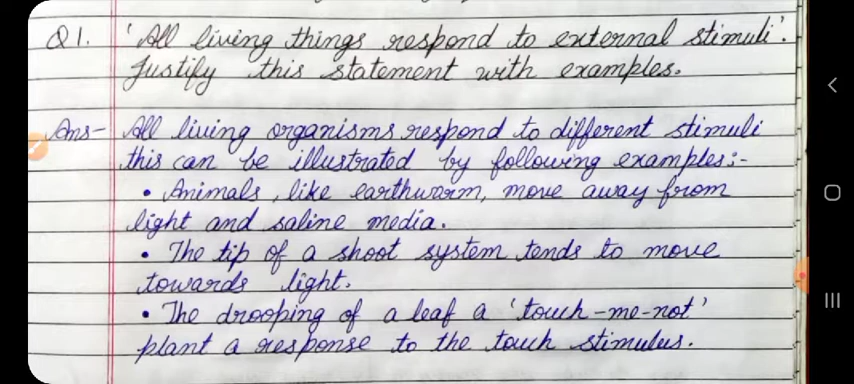 Q1. 'All living things respond to external stimuli'.
Justify this statement with examples.
Ans- All living organisms respond to different stimuli
this can be illustrated by following examples:-
• Animals, like earthworm, move away from
light and saline media.
• The tip of a shoot system tends to move
towards light.
• The drooping of a leaf a 'touch-me-not'
plant a response to the touch stimulus.